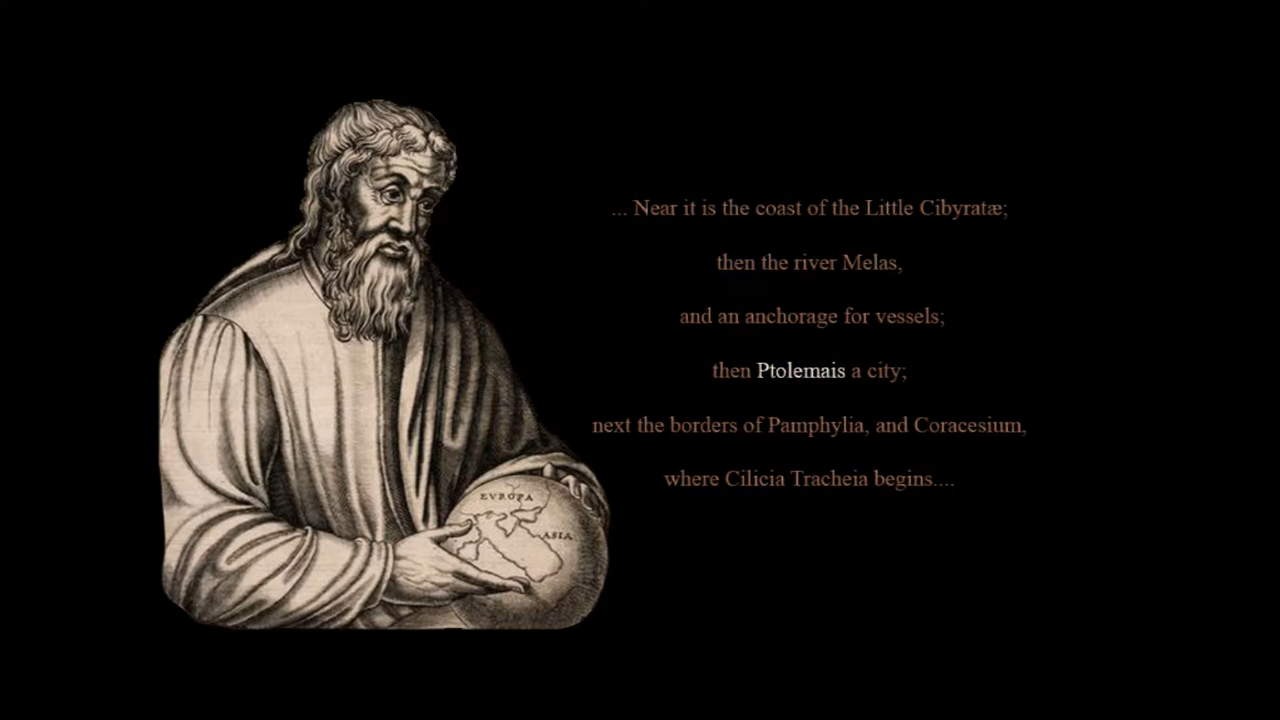 ... Near it is the coast of the Little Cibyratæ;
then the river Melas,
and an anchorage for vessels;
then Ptolemais a city;
next the borders of Pamphylia, and Coracesium,
where Cilicia Tracheia begins....
EVROPA
ASIA